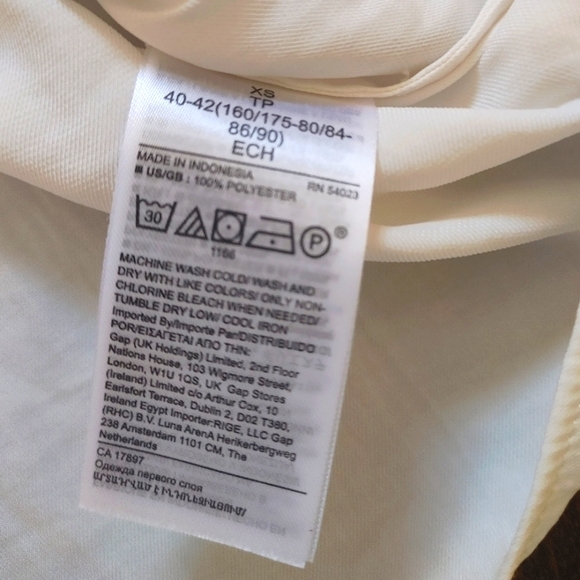 XS
TP
40-42(160/175-80/84-
86/90)
ECH
MADE IN INDONESIA RN 54023
US/GB : 100% POLYESTER
30 P
1166
MACHINE WASH COLD/ WASH AND
DRY WITH LIKE COLORS/ ONLY NON-
CHLORINE BLEACH WHEN NEEDED/
TUMBLE DRY LOW/ COOL IRON
Imported By/Importe Par/DISTRIBUIDO
POR/ΕΙΣΑΓΕΤΑΙ ΑΠΟ ΤΗΝ:
Gap (UK Holdings) Limited, 2nd Floor
Nations House, 103 Wigmore Street,
London, W1U 1QS, UK Gap Stores
(Ireland) Limited c/o Arthur Cox, 10
Earlsfort Terrace, Dublin 2, D02 T380,
Ireland Egypt Importer:RIGE, LLC Gap
(RHC) B.V. Luna ArenA Herikerbergweg
238 Amsterdam 1101 CM, The
Netherlands
CA 17897
Одежда первого слоя
ԱՐՏԱԴՐՎԱԾ Է ԻՆԴՈՆԵԶԻԱՅՈՒՄ/